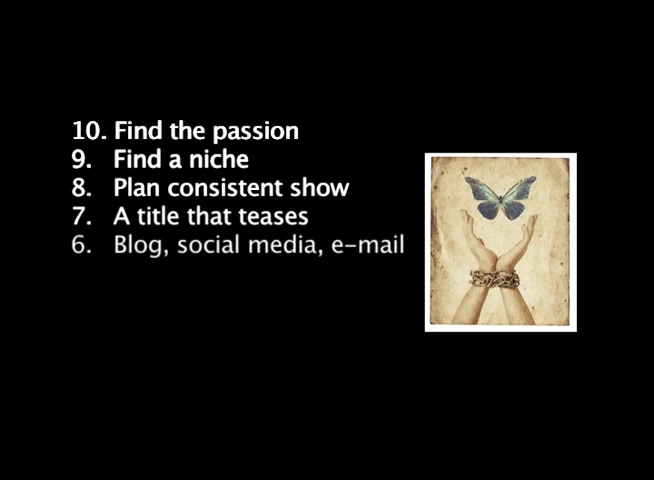 10. Find the passion
9. Find a niche
8. Plan consistent show
7. A title that teases
6. Blog, social media, e-mail